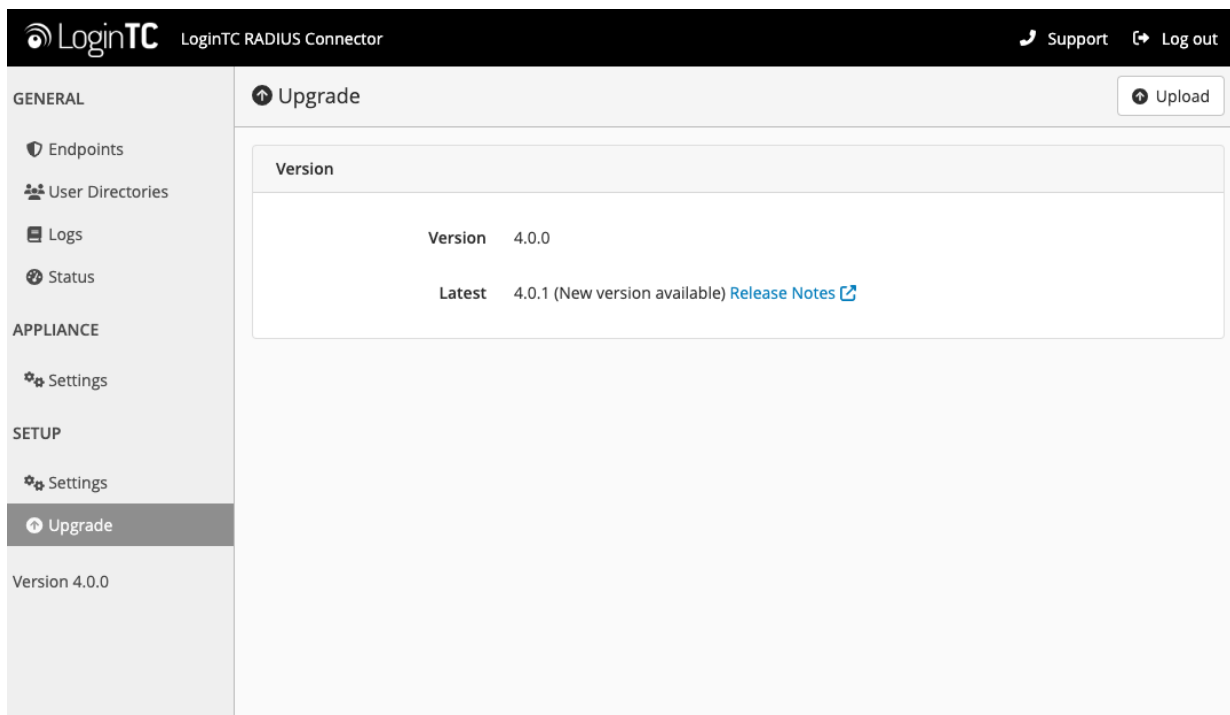 LoginTC LoginTC RADIUS Connector Support Log out
GENERAL
Upgrade Upload
Endpoints
Version
User Directories
Logs
Version 4.0.0
Status
Latest 4.0.1 (New version available) Release Notes
APPLIANCE
Settings
SETUP
Settings
Upgrade
Version 4.0.0